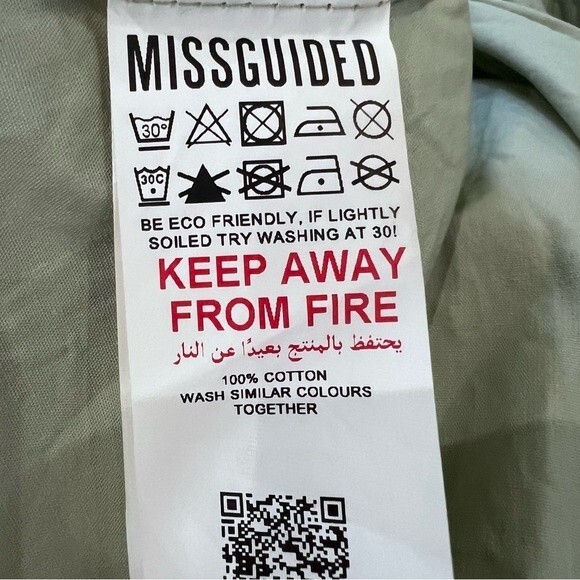 MISSGUIDED
30°
30C
BE ECO FRIENDLY, IF LIGHTLY
SOILED TRY WASHING AT 30!
KEEP AWAY
FROM FIRE
يحتفظ بالمنتج بعيدًا عن النار
100% COTTON
WASH SIMILAR COLOURS
TOGETHER